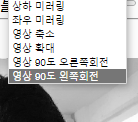 상하 미러링
좌우 미러링
영상 축소
영상 확대
영상 90도 오른쪽회전
영상 90도 왼쪽회전